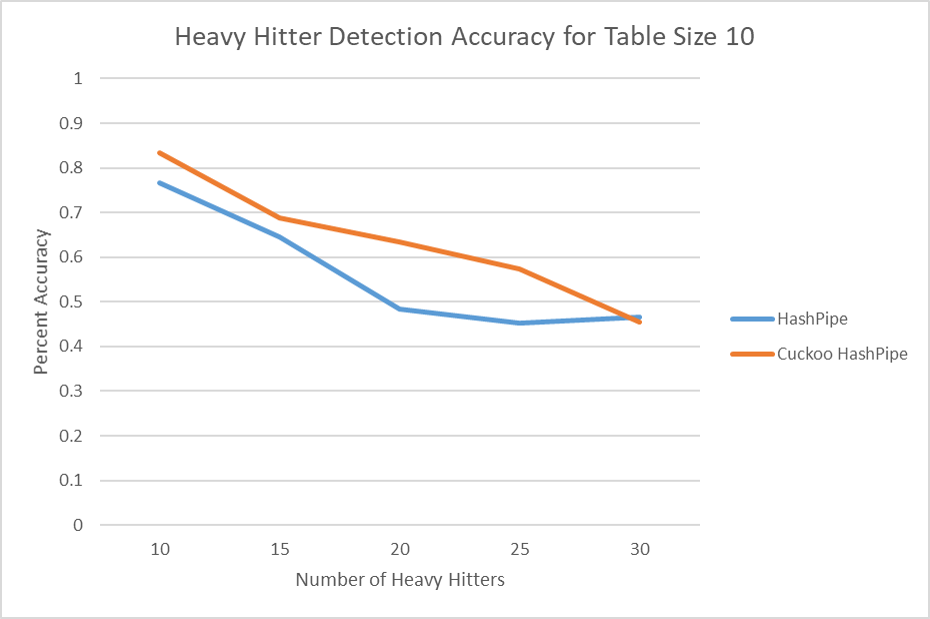 Heavy Hitter Detection Accuracy for Table Size 10
1
0.9
0.8
0.7
0.6
0.5
0.4
0.3
0.2
0.1
0
Percent Accuracy
10 15 20 25 30
Number of Heavy Hitters
HashPipe
Cuckoo HashPipe